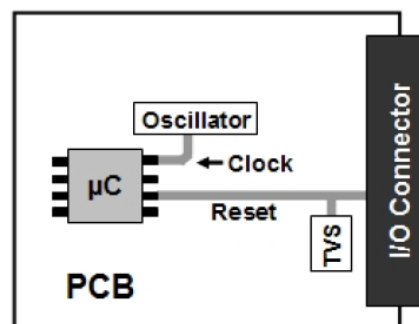 Oscillator
Clock
µC
Reset
TVS
PCB
I/O Connector